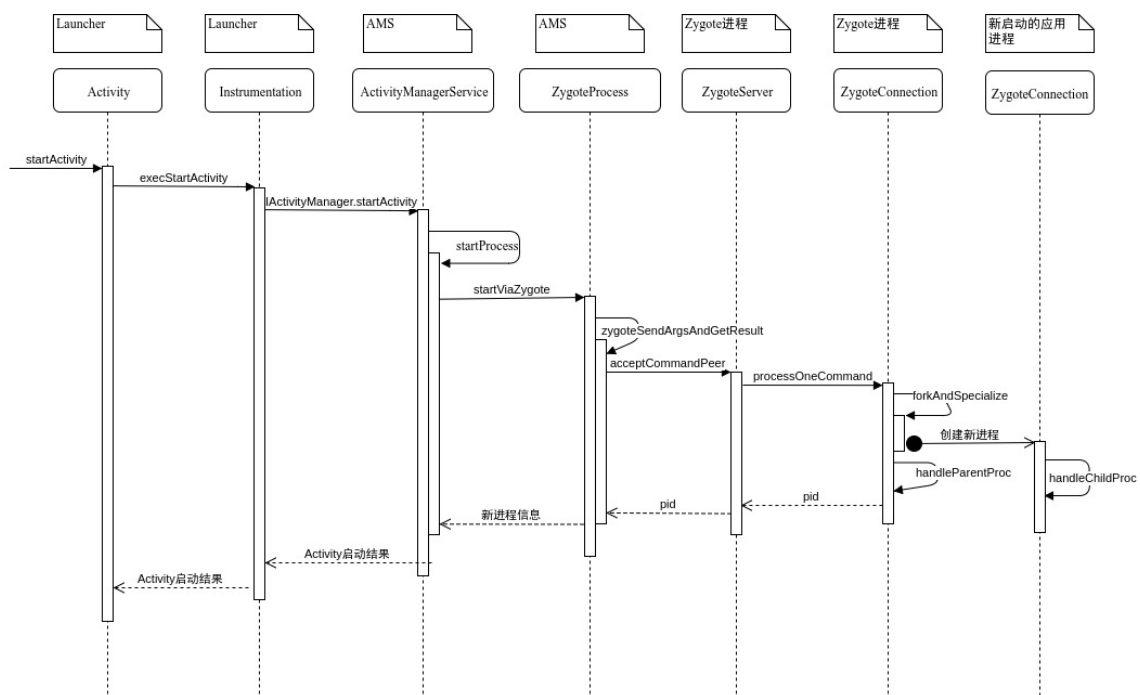 Launcher
Launcher
AMS
AMS
Zygote进程
Zygote进程
新启动的应用
进程
Activity
Instrumentation
ActivityManagerService
ZygoteProcess
ZygoteServer
ZygoteConnection
ZygoteConnection
startActivity
execStartActivity
IActivityManager.startActivity
startProcess
startViaZygote
zygoteSendArgsAndGetResult
acceptCommandPeer
processOneCommand
forkAndSpecialize
创建新进程
handleParentProc
handleChildProc
pid
pid
新进程信息
Activity启动结果
Activity启动结果